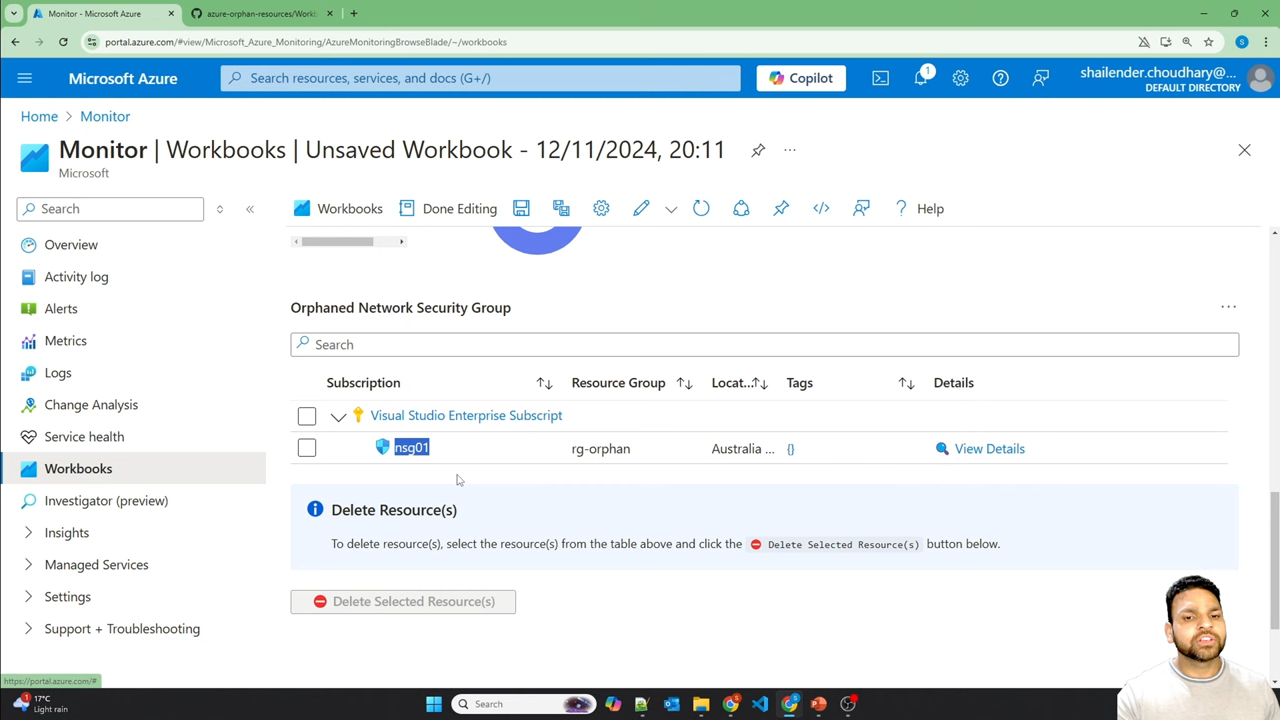 Monitor - Microsoft Azure
azure-orphan-resources/Workb
portal.azure.com/#view/Microsoft_Azure_Monitoring/AzureMonitoringBrowseBlade/~/workbooks
S
Microsoft Azure
Search resources, services, and docs (G+/)
Copilot
1
shailender.choudhary@...
DEFAULT DIRECTORY
Home > Monitor
Monitor | Workbooks | Unsaved Workbook - 12/11/2024, 20:11
Microsoft
Search
Workbooks
Done Editing
Help
Overview
Activity log
Alerts
Metrics
Logs
Change Analysis
Service health
Workbooks
Investigator (preview)
Insights
Managed Services
Settings
Support + Troubleshooting
Orphaned Network Security Group
Search
Subscription Resource Group Locat... Tags Details
Visual Studio Enterprise Subscript
nsg01 rg-orphan Australia ... {} View Details
Delete Resource(s)
To delete resource(s), select the resource(s) from the table above and click the Delete Selected Resource(s) button below.
Delete Selected Resource(s)
https://portal.azure.com/#
1
17°C
Light rain
Search